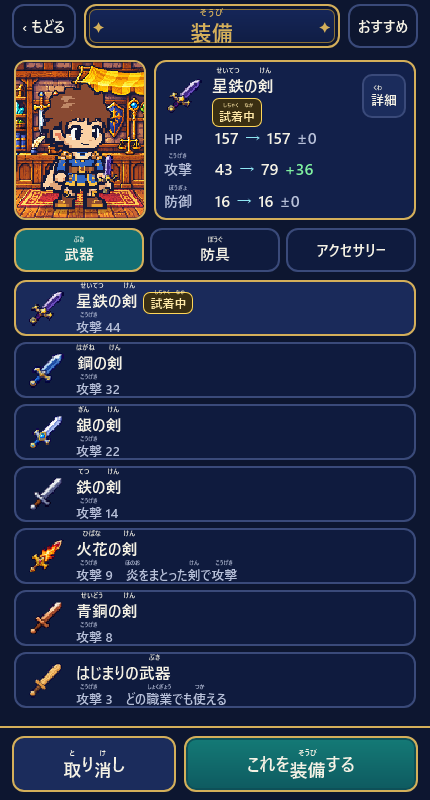 ‹ もどる
装備
おすすめ
星鉄の剣
試着中
詳細
HP 157 → 157 ±0
攻撃 43 → 79 +36
防御 16 → 16 ±0
武器 防具 アクセサリー
星鉄の剣 試着中
攻撃 44
鋼の剣
攻撃 32
銀の剣
攻撃 22
鉄の剣
攻撃 14
火花の剣
攻撃 9 炎をまとった剣で攻撃
青銅の剣
攻撃 8
はじまりの武器
攻撃 3 どの職業でも使える
取り消し
これを装備する